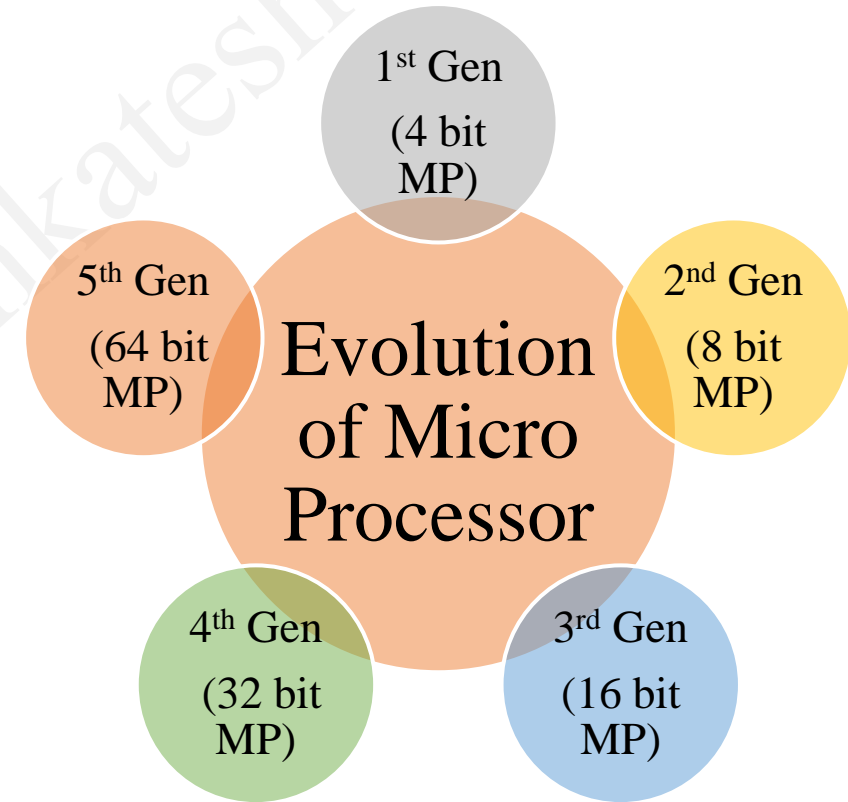 1st Gen
(4 bit
MP)
2nd Gen
(8 bit
MP)
3rd Gen
(16 bit
MP)
4th Gen
(32 bit
MP)
5th Gen
(64 bit
MP)
Evolution
of Micro
Processor